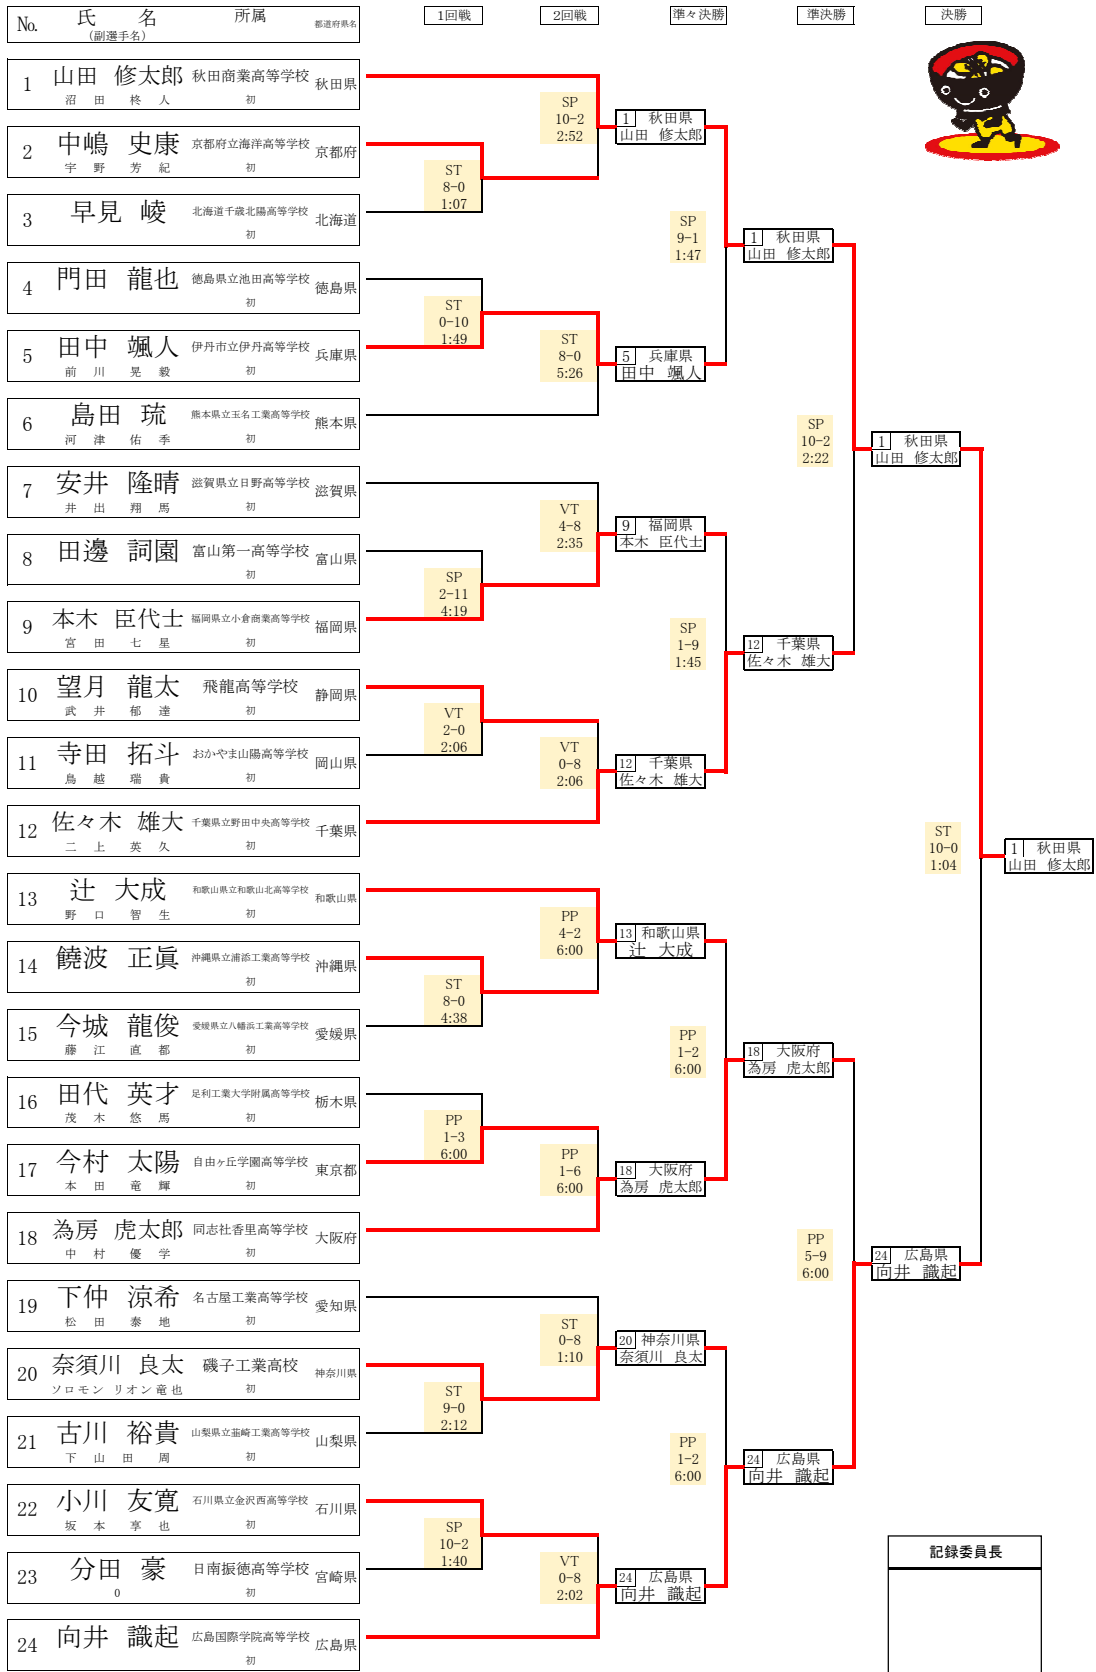 No. 氏 名 所属 都道府県名 1回戦 2回戦 準々決勝 準決勝 決勝
(副選手名)
1 山田 修太郎 秋田商業高等学校 秋田県
沼田 柊人 初
2 中嶋 史康 京都府立海洋高等学校 京都府
宇野 芳紀 初
3 早見 崚 北海道千歳北陽高等学校 北海道
初
4 門田 龍也 徳島県立池田高等学校 徳島県
初
5 田中 颯人 伊丹市立伊丹高等学校 兵庫県
前川 晃毅 初
6 島田 琉 熊本県立玉名工業高等学校 熊本県
河津 佑季 初
7 安井 隆晴 滋賀県立日野高等学校 滋賀県
井出 翔馬 初
8 田邊 詞園 富山第一高等学校 富山県
初
9 本木 臣代士 福岡県立小倉商業高等学校 福岡県
宮田 七星 初
10 望月 龍太 飛龍高等学校 静岡県
武井 郁達 初
11 寺田 拓斗 おかやま山陽高等学校 岡山県
鳥越 瑞貴 初
12 佐々木 雄大 千葉県立野田中央高等学校 千葉県
二上 英久 初
13 辻 大成 和歌山県立和歌山北高等学校 和歌山県
野口 智生 初
14 饒波 正眞 沖縄県立浦添工業高等学校 沖縄県
初
15 今城 龍俊 愛媛県立八幡浜工業高等学校 愛媛県
藤江 直都 初
16 田代 英才 足利工業大学附属高等学校 栃木県
茂木 悠馬 初
17 今村 太陽 自由ヶ丘学園高等学校 東京都
本田 竜輝 初
18 為房 虎太郎 同志社香里高等学校 大阪府
中村 優学 初
19 下仲 涼希 名古屋工業高等学校 愛知県
松田 泰地 初
20 奈須川 良太 磯子工業高校 神奈川県
ソロモン リオン竜也 初
21 古川 裕貴 山梨県立韮崎工業高等学校 山梨県
下山田 周 初
22 小川 友寛 石川県立金沢西高等学校 石川県
坂本 享也 初
23 分田 豪 日南振徳高等学校 宮崎県
0 初
24 向井 識起 広島国際学院高等学校 広島県
初
ST
8-0
1:07
ST
0-10
1:49
SP
2-11
4:19
VT
2-0
2:06
ST
8-0
4:38
PP
1-3
6:00
ST
9-0
2:12
SP
10-2
1:40
SP
10-2
2:52
ST
8-0
5:26
VT
4-8
2:35
VT
0-8
2:06
PP
4-2
6:00
PP
1-6
6:00
ST
0-8
1:10
VT
0-8
2:02
1 秋田県
山田 修太郎
5 兵庫県
田中 颯人
9 福岡県
本木 臣代士
12 千葉県
佐々木 雄大
13 和歌山県
辻 大成
18 大阪府
為房 虎太郎
20 神奈川県
奈須川 良太
24 広島県
向井 識起
SP
9-1
1:47
SP
1-9
1:45
PP
1-2
6:00
PP
1-2
6:00
1 秋田県
山田 修太郎
12 千葉県
佐々木 雄大
18 大阪府
為房 虎太郎
24 広島県
向井 識起
SP
10-2
2:22
PP
5-9
6:00
1 秋田県
山田 修太郎
24 広島県
向井 識起
ST
10-0
1:04
1 秋田県
山田 修太郎
記録委員長